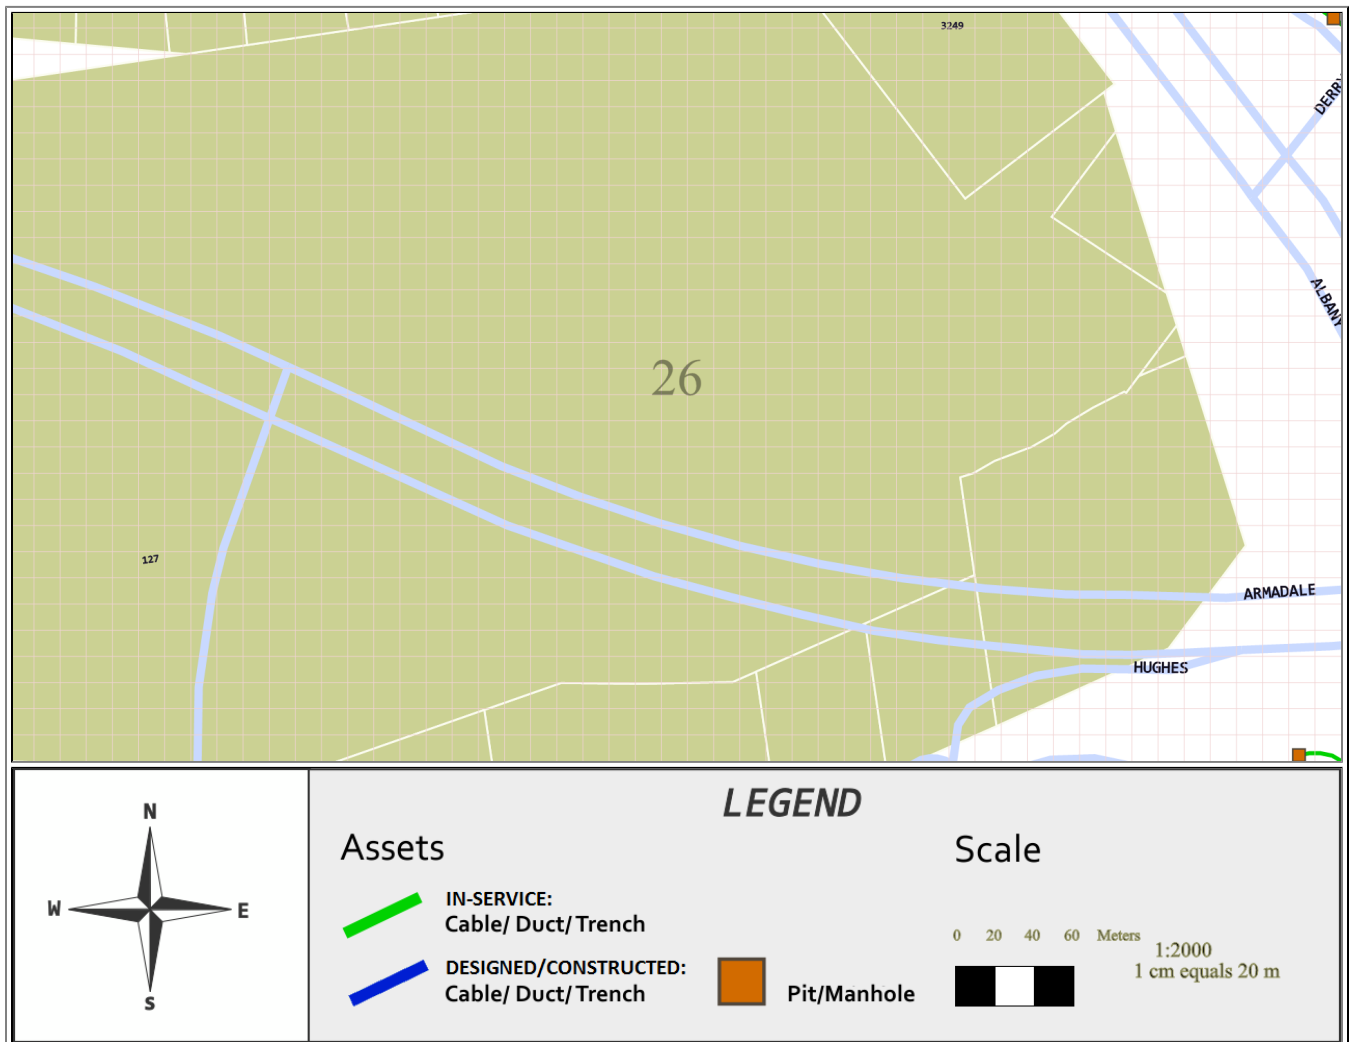 3249
DERRY
ALBANY
26
127
ARMADALE
HUGHES
N
W
E
S
LEGEND
Assets
IN-SERVICE:
Cable/ Duct/ Trench
DESIGNED/CONSTRUCTED:
Cable/ Duct/ Trench
Pit/Manhole
Scale
0 20 40 60 Meters
1:2000
1 cm equals 20 m